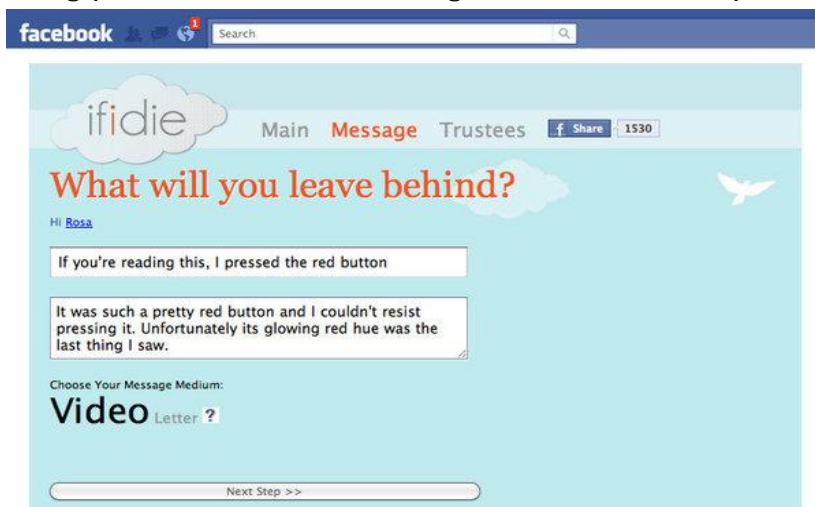 facebook 1 Search
ifidie Main Message Trustees f Share 1530
What will you leave behind?
Hi Rosa
If you're reading this, I pressed the red button
It was such a pretty red button and I couldn't resist
pressing it. Unfortunately its glowing red hue was the
last thing I saw.
Choose Your Message Medium:
Video Letter ?
Next Step >>